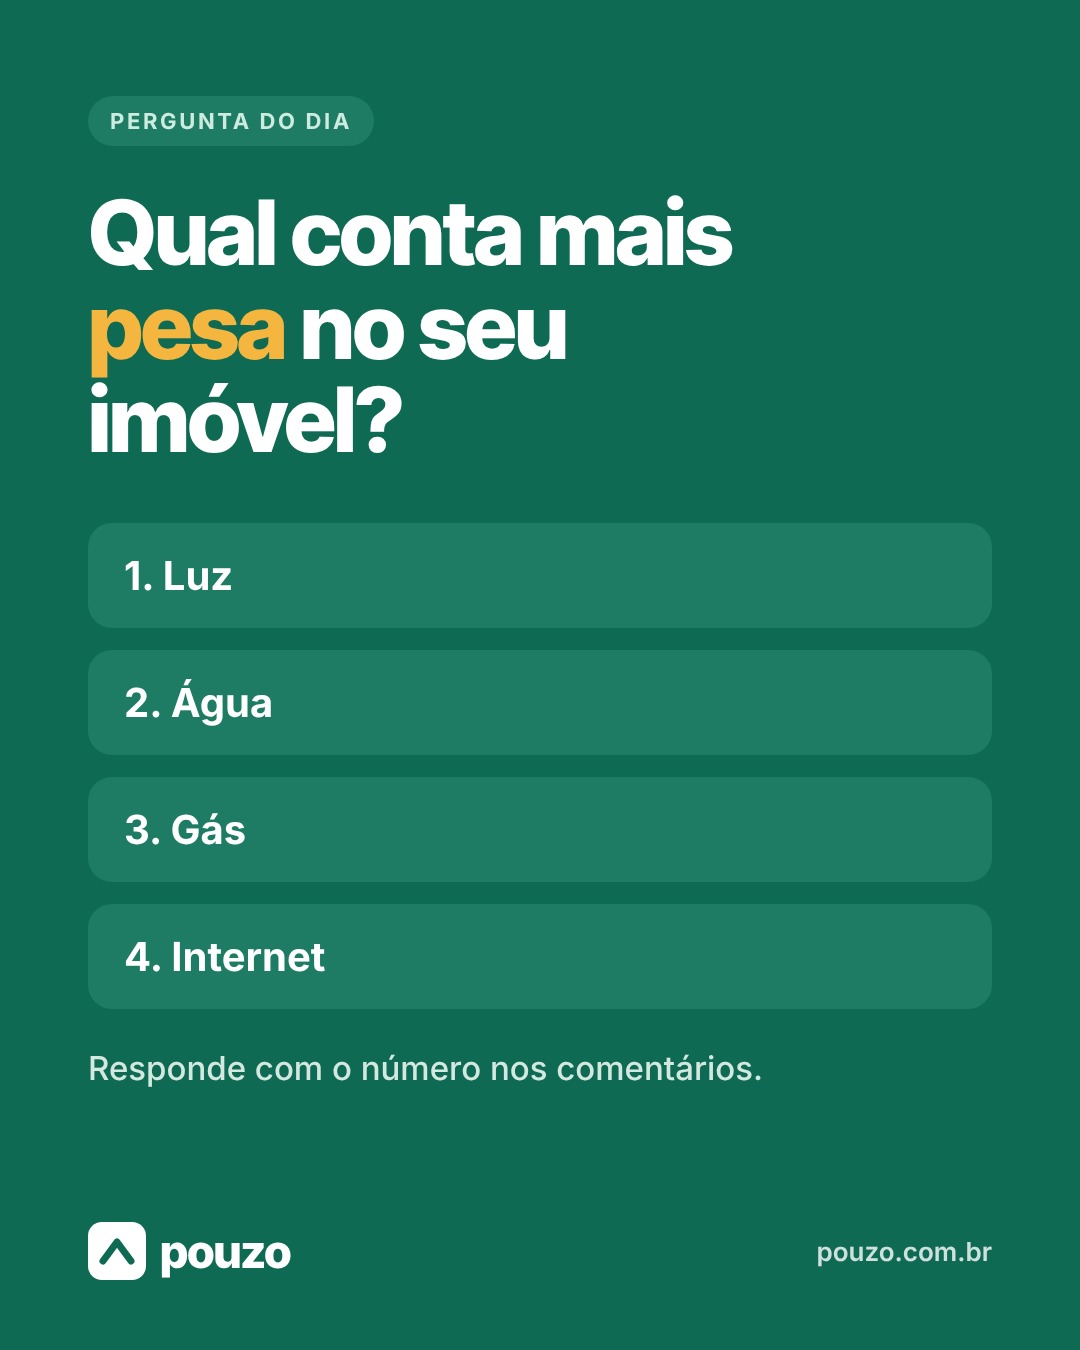 PERGUNTA DO DIA
Qual conta mais
pesa no seu
imóvel?
1. Luz
2. Água
3. Gás
4. Internet
Responde com o número nos comentários.
pouzo
pouzo.com.br